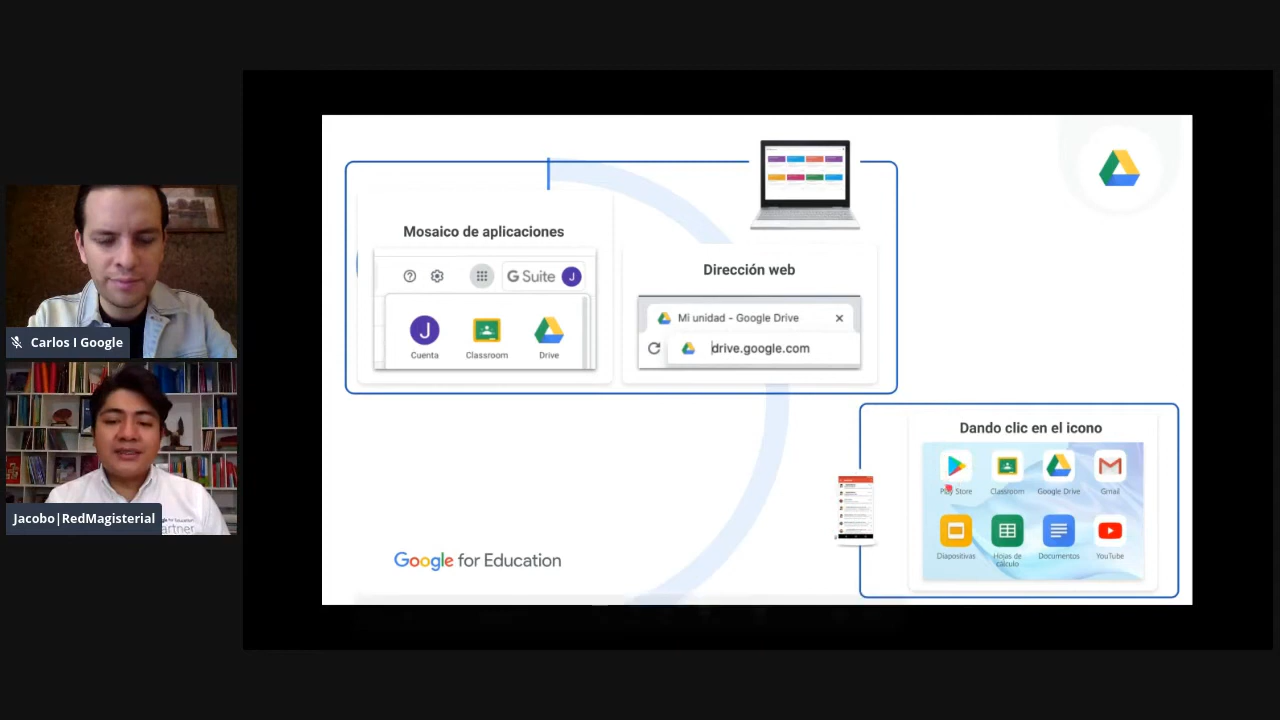 Carlos I Google
Jacobo|RedMagisterial
Mosaico de aplicaciones
G Suite
J
J
Cuenta
Classroom
Drive
Dirección web
Mi unidad - Google Drive
drive.google.com
Dando clic en el icono
Play Store
Classroom
Google Drive
Gmail
Diapositivas
Hojas de
cálculo
Documentos
YouTube
Google for Education